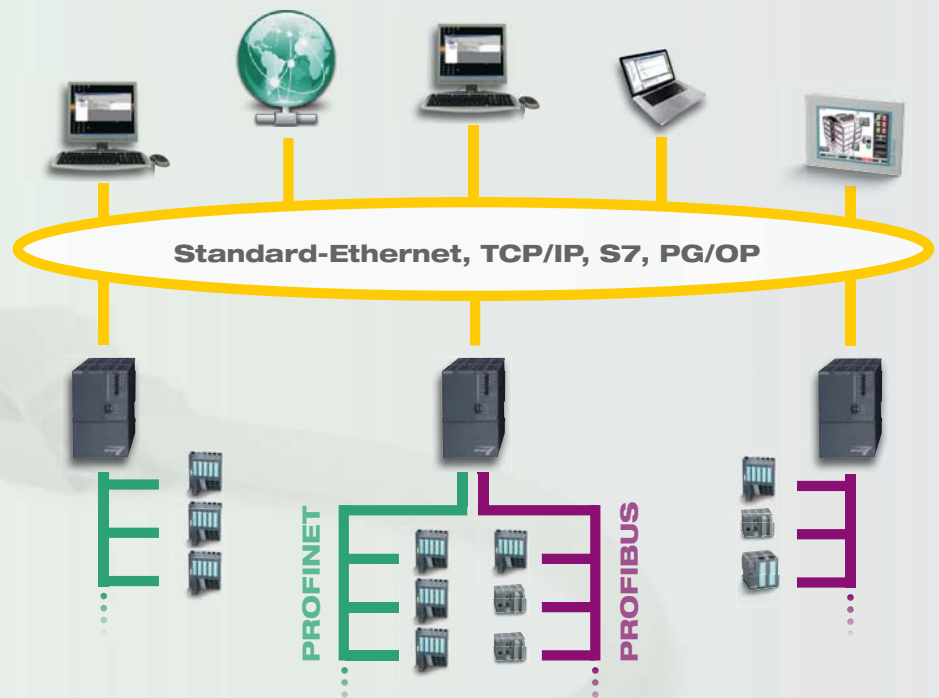 Standard-Ethernet, TCP/IP, S7, PG/OP
PROFINET
PROFIBUS